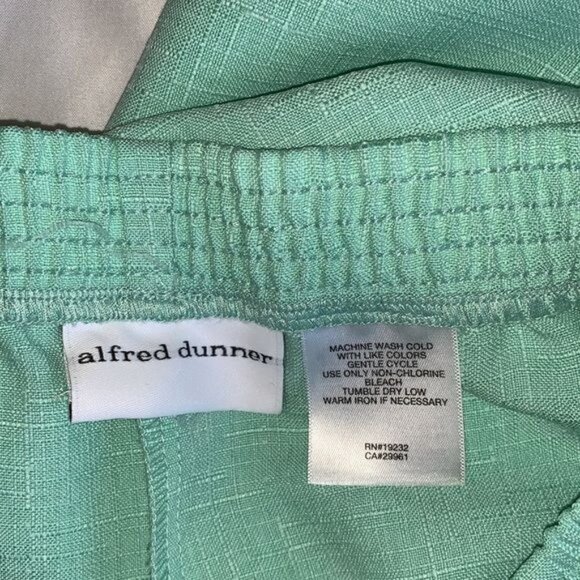 alfred dunner
MACHINE WASH COLD
WITH LIKE COLORS
GENTLE CYCLE
USE ONLY NON-CHLORINE
BLEACH
TUMBLE DRY LOW
WARM IRON IF NECESSARY
RN#19232
CA#29961